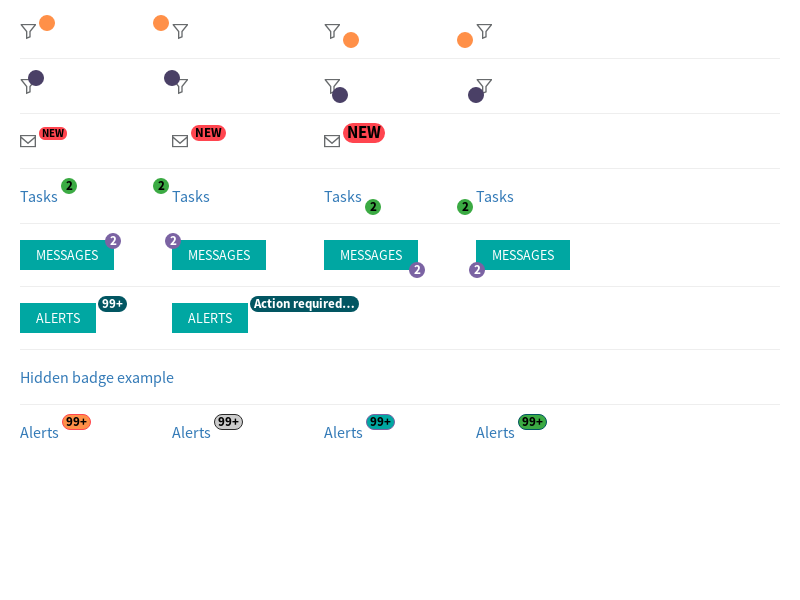 NEW NEW NEW
Tasks 2 2 Tasks Tasks 2 2 Tasks
MESSAGES 2 2 MESSAGES MESSAGES 2 2 MESSAGES
ALERTS 99+ ALERTS Action required...
Hidden badge example
Alerts 99+ Alerts 99+ Alerts 99+ Alerts 99+